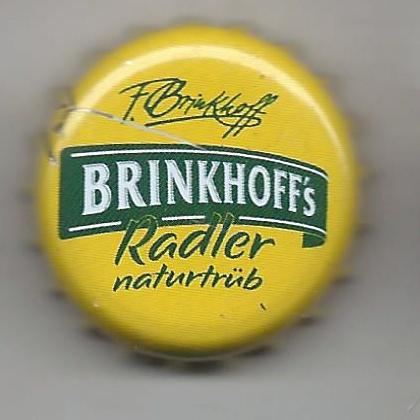 F. Brinkhoff
BRINKHOFF's
Radler
naturtrüb